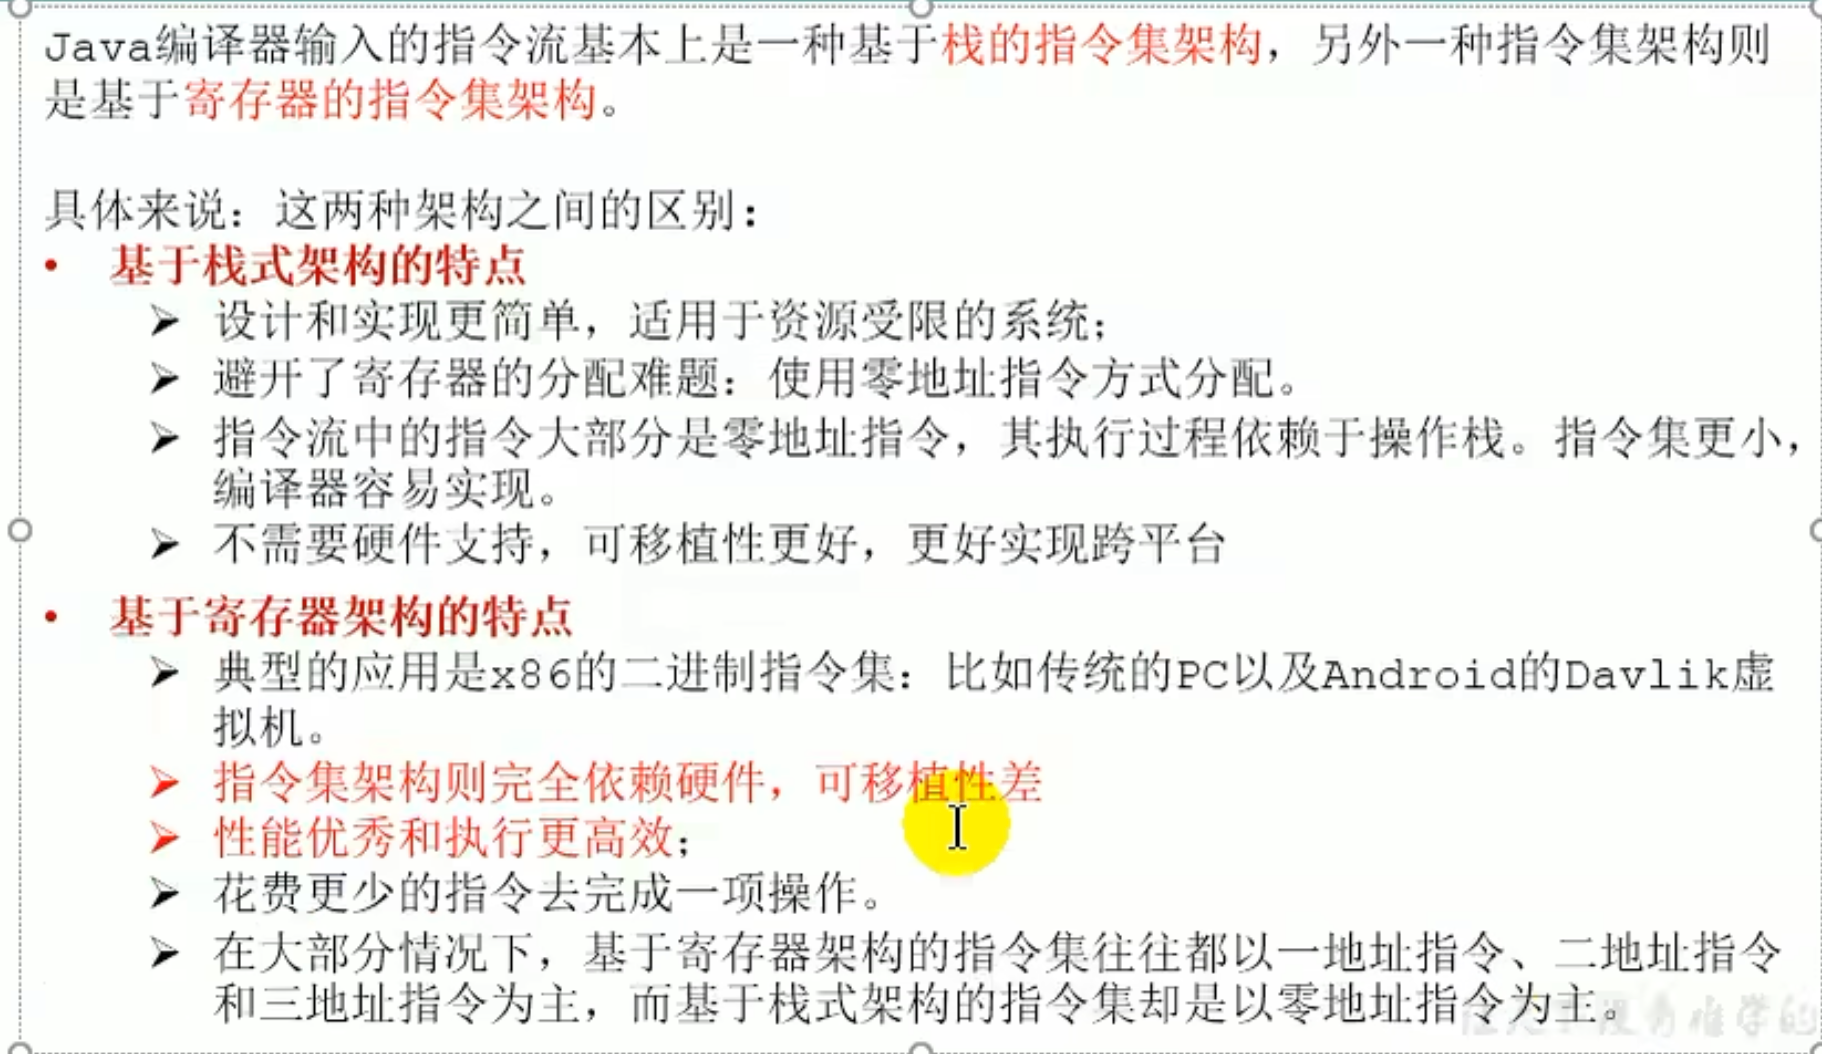 Java编译器输入的指令流基本上是一种基于栈的指令集架构，另外一种指令集架构则
是基于寄存器的指令集架构。
具体来说：这两种架构之间的区别：
• 基于栈式架构的特点
➢ 设计和实现更简单，适用于资源受限的系统；
➢ 避开了寄存器的分配难题：使用零地址指令方式分配。
➢ 指令流中的指令大部分是零地址指令，其执行过程依赖于操作栈。指令集更小，
编译器容易实现。
➢ 不需要硬件支持，可移植性更好，更好实现跨平台
• 基于寄存器架构的特点
➢ 典型的应用是x86的二进制指令集：比如传统的PC以及Android的Davlik虚
拟机。
➢ 指令集架构则完全依赖硬件，可移植性差
➢ 性能优秀和执行更高效；
➢ 花费更少的指令去完成一项操作。
➢ 在大部分情况下，基于寄存器架构的指令集往往都以一地址指令、二地址指令
和三地址指令为主，而基于栈式架构的指令集却是以零地址指令为主。